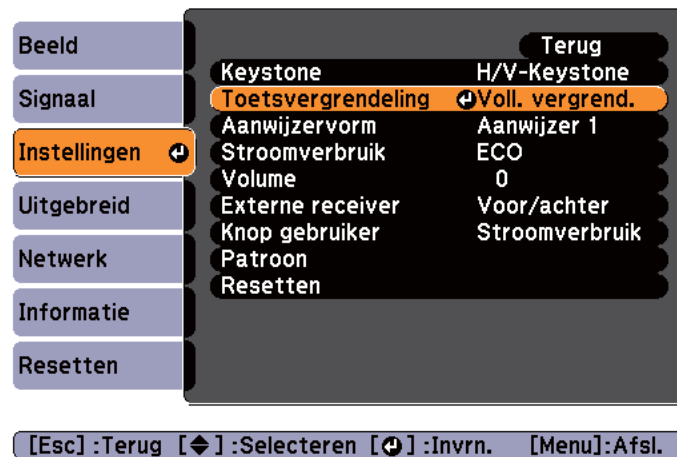 Beeld
Signaal
Instellingen
Uitgebreid
Netwerk
Informatie
Resetten
Terug
Keystone H/V-Keystone
Toetsvergrendeling Voll. vergrend.
Aanwijzervorm Aanwijzer 1
Stroomverbruik ECO
Volume 0
Externe receiver Voor/achter
Knop gebruiker Stroomverbruik
Patroon
Resetten
[Esc] :Terug [◆] :Selecteren [↵] :Invrn. [Menu]:Afsl.